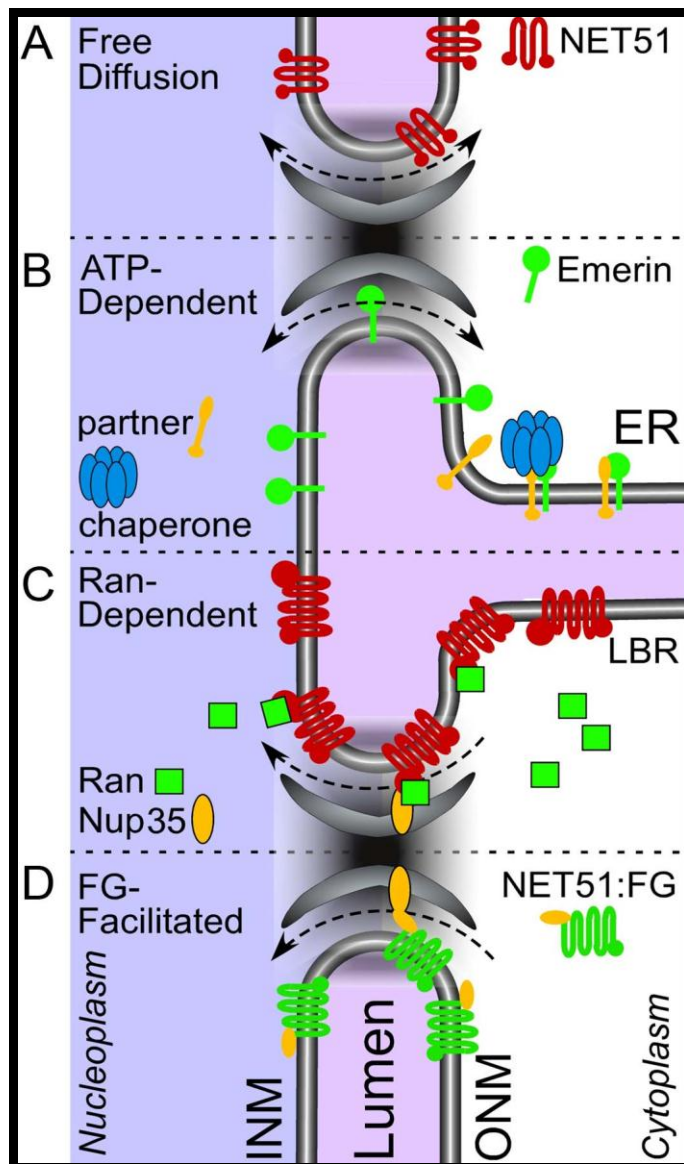 A
Free
Diffusion
NET51
B
ATP-
Dependent
Emerin
partner
chaperone
ER
C
Ran-
Dependent
LBR
Ran
Nup35
D
FG-
Facilitated
NET51:FG
Nucleoplasm
INM
Lumen
ONM
Cytoplasm